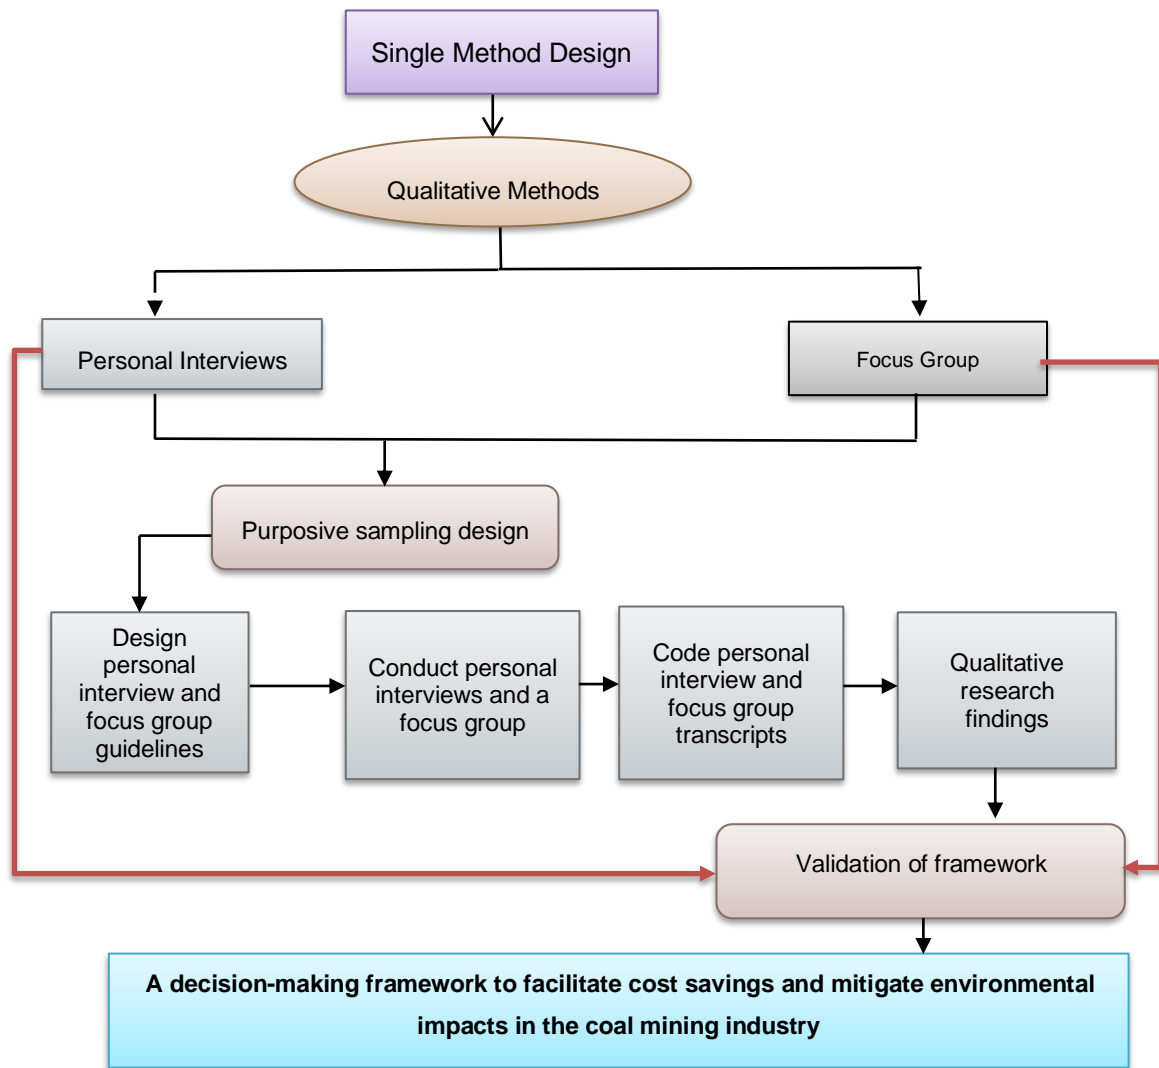 Single Method Design
Qualitative Methods
Personal Interviews
Focus Group
Purposive sampling design
Design
personal
interview and
focus group
guidelines
Conduct personal
interviews and a
focus group
Code personal
interview and
focus group
transcripts
Qualitative
research
findings
Validation of framework
A decision-making framework to facilitate cost savings and mitigate environmental
impacts in the coal mining industry